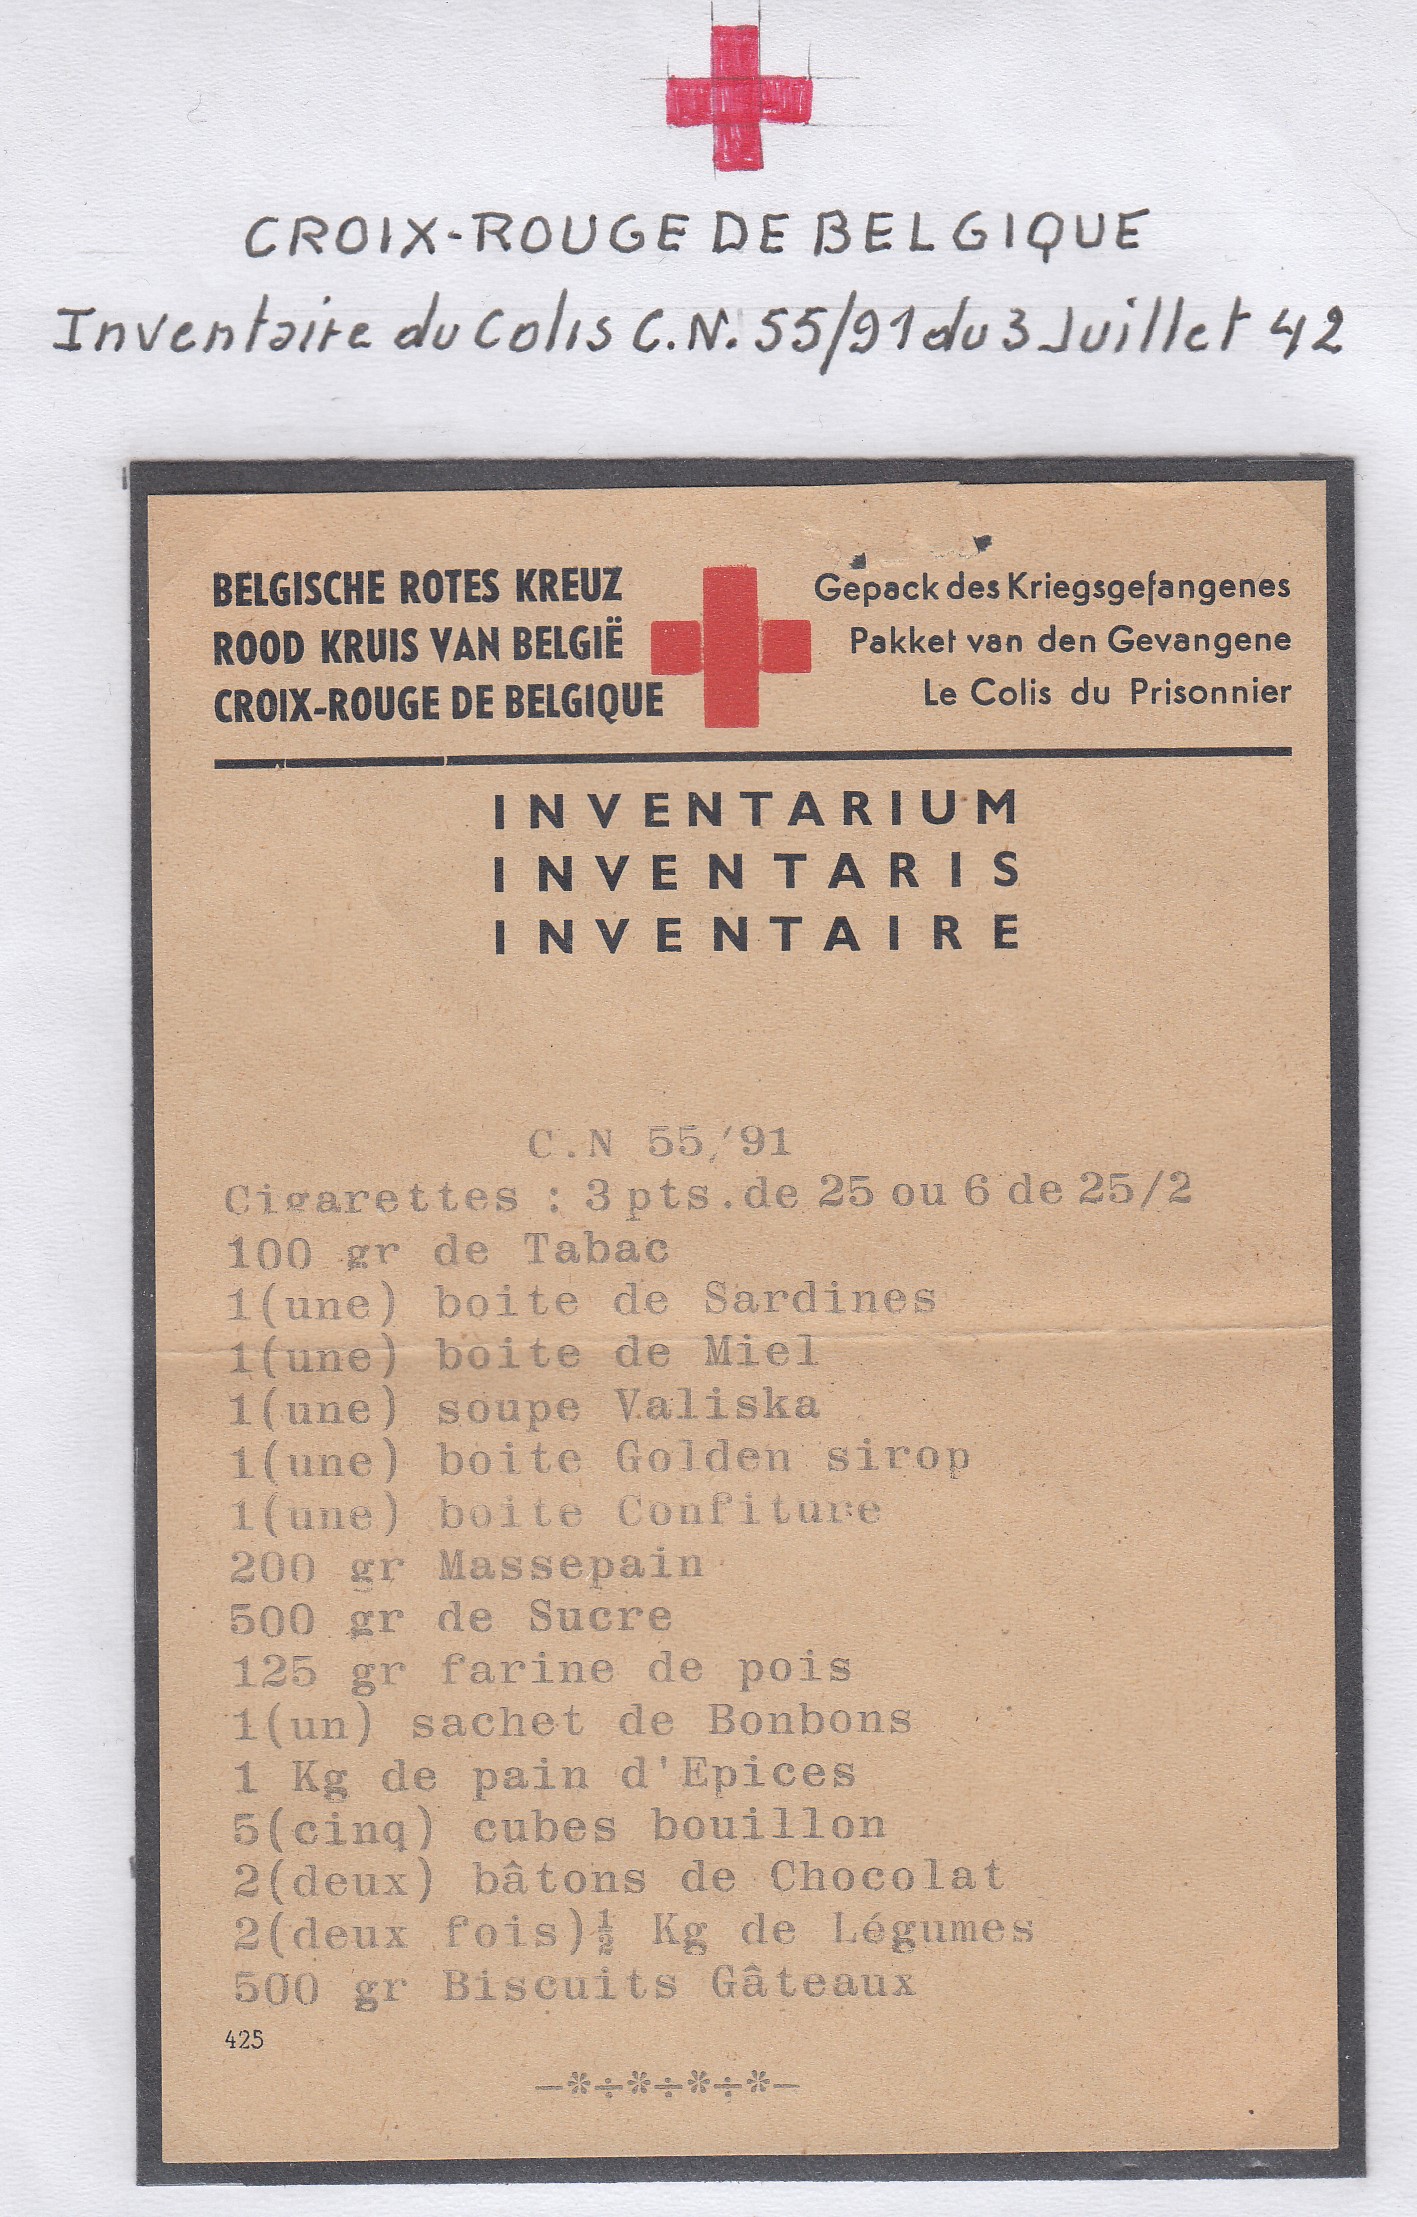 CROIX-ROUGE DE BELGIQUE
Inventaire du Colis C.N. 55/91 du 3 Juillet 42
BELGISCHE ROTES KREUZ
ROOD KRUIS VAN BELGIË
CROIX-ROUGE DE BELGIQUE
Gepack des Kriegsgefangenes
Pakket van den Gevangene
Le Colis du Prisonnier
INVENTARIUM
INVENTARIS
INVENTAIRE
C.N 55/91
Cigarettes : 3 pts.de 25 ou 6 de 25/2
100 gr de Tabac
1(une) boite de Sardines
1(une) boite de Miel
1(une) soupe Valiska
1(une) boite Golden sirop
1(une) boite Confiture
200 gr Massepain
500 gr de Sucre
125 gr farine de pois
1(un) sachet de Bonbons
1 Kg de pain d'Epices
5(cinq) cubes bouillon
2(deux) bâtons de Chocolat
2(deux fois)½ Kg de Légumes
500 gr Biscuits Gâteaux
425
—*÷*÷*÷*—